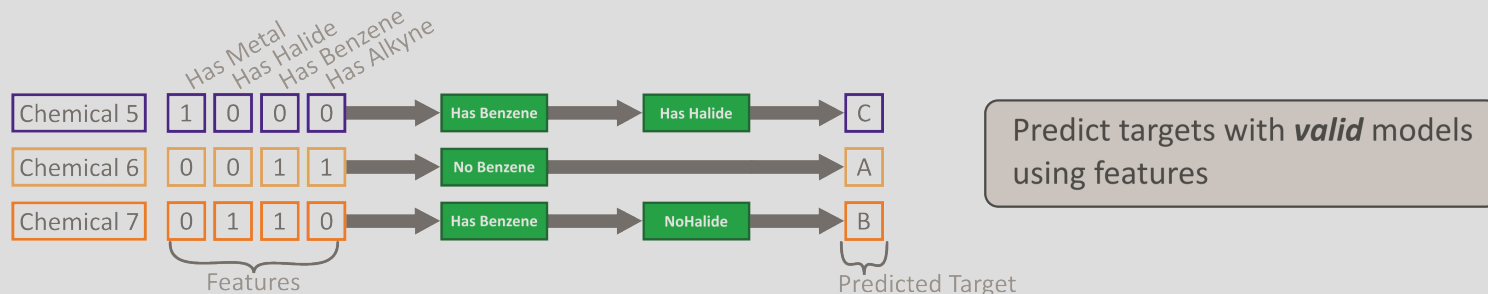 Has Metal
Has Halide
Has Benzene
Has Alkyne
Chemical 5 1 0 0 0 Has Benzene Has Halide C
Chemical 6 0 0 1 1 No Benzene A
Chemical 7 0 1 1 0 Has Benzene NoHalide B
Features
Predicted Target
Predict targets with valid models
using features